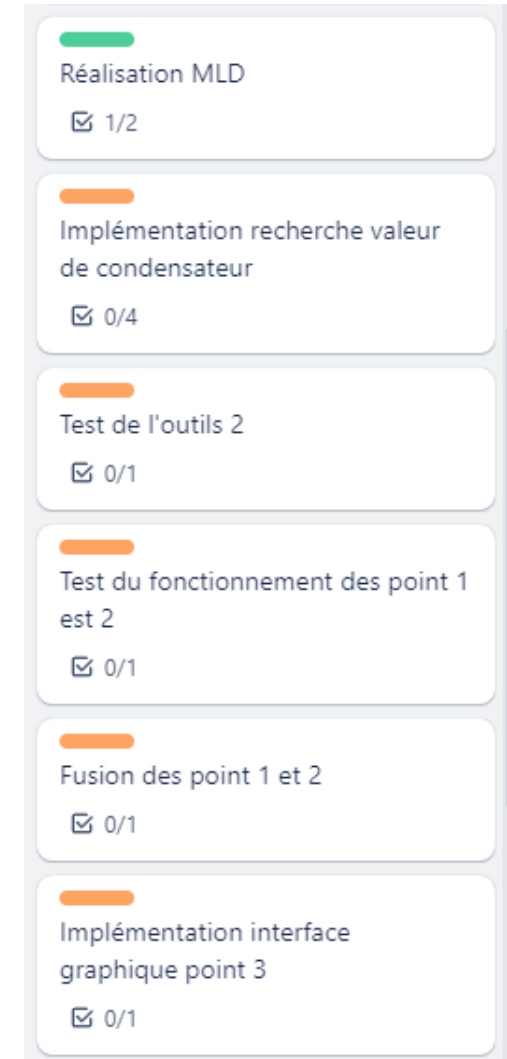 Réalisation MLD
1/2
Implémentation recherche valeur
de condensateur
0/4
Test de l'outils 2
0/1
Test du fonctionnement des point 1
est 2
0/1
Fusion des point 1 et 2
0/1
Implémentation interface
graphique point 3
0/1